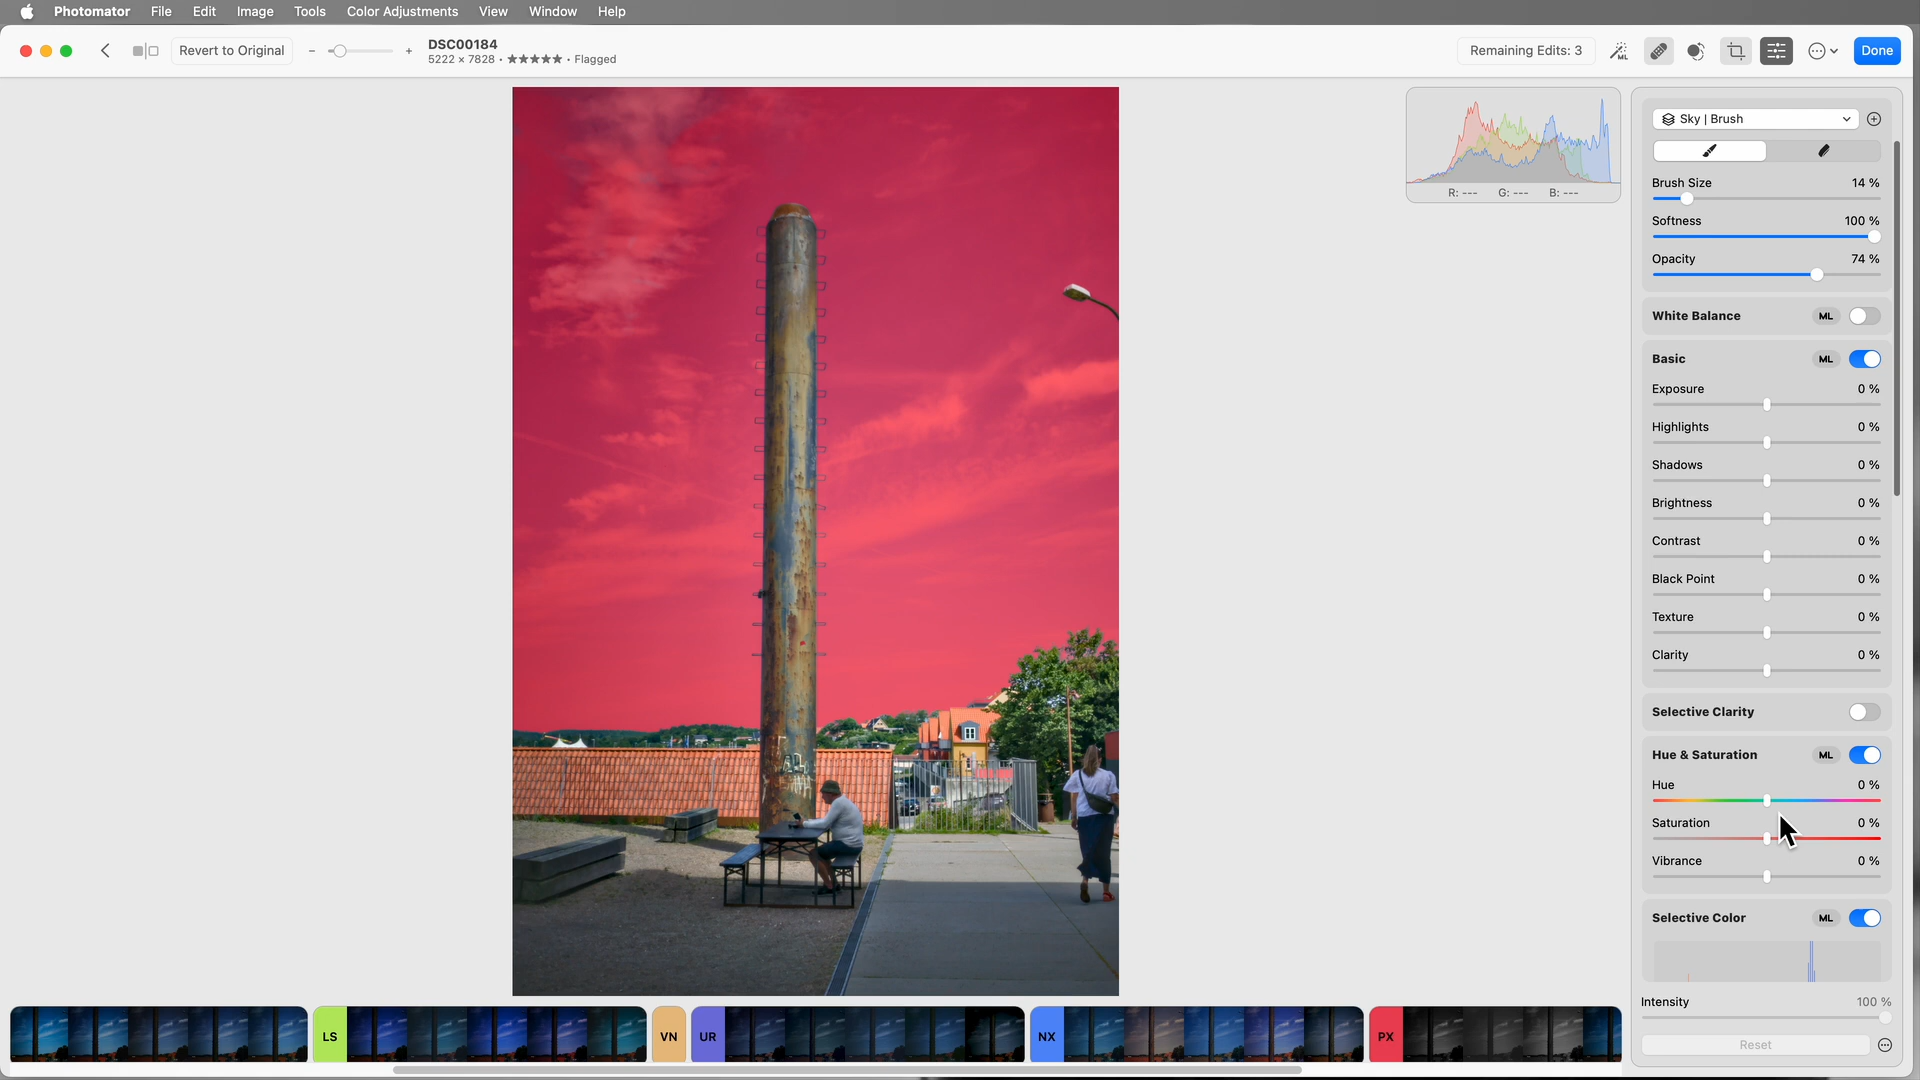 Photomator File Edit Image Tools Color Adjustments View Window Help
Revert to Original - + DSC00184 Remaining Edits: 3 ML Done
5222 × 7828 • ★★★★★ • Flagged
R: --- G: --- B: ---
Sky | Brush
Brush Size 14 %
Softness 100 %
Opacity 74 %
White Balance ML
Basic ML
Exposure 0 %
Highlights 0 %
Shadows 0 %
Brightness 0 %
Contrast 0 %
Black Point 0 %
Texture 0 %
Clarity 0 %
Selective Clarity
Hue & Saturation ML
Hue 0 %
Saturation 0 %
Vibrance 0 %
Selective Color ML
Intensity 100 %
Reset
LS VN UR NX PX